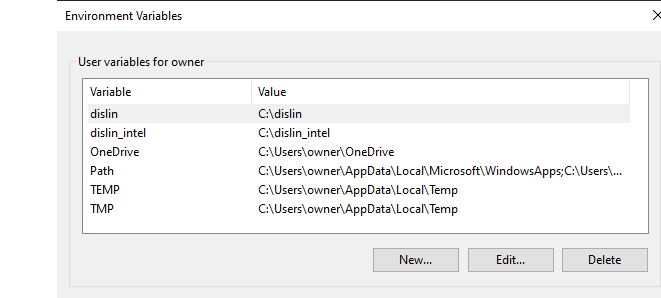 Environment Variables
User variables for owner
Variable Value
dislin C:\dislin
dislin_intel C:\dislin_intel
OneDrive C:\Users\owner\OneDrive
Path C:\Users\owner\AppData\Local\Microsoft\WindowsApps;C:\Users\...
TEMP C:\Users\owner\AppData\Local\Temp
TMP C:\Users\owner\AppData\Local\Temp
New... Edit... Delete